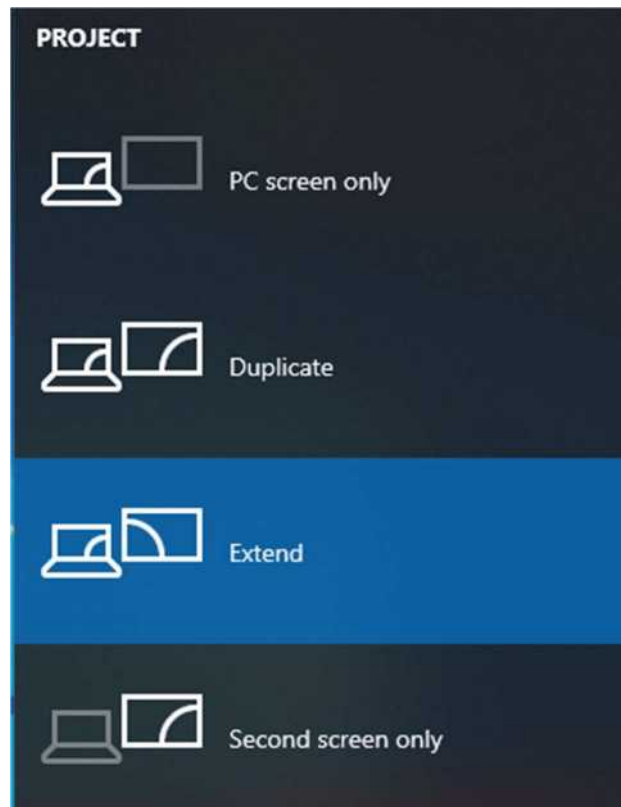 PROJECT
PC screen only
Duplicate
Extend
Second screen only